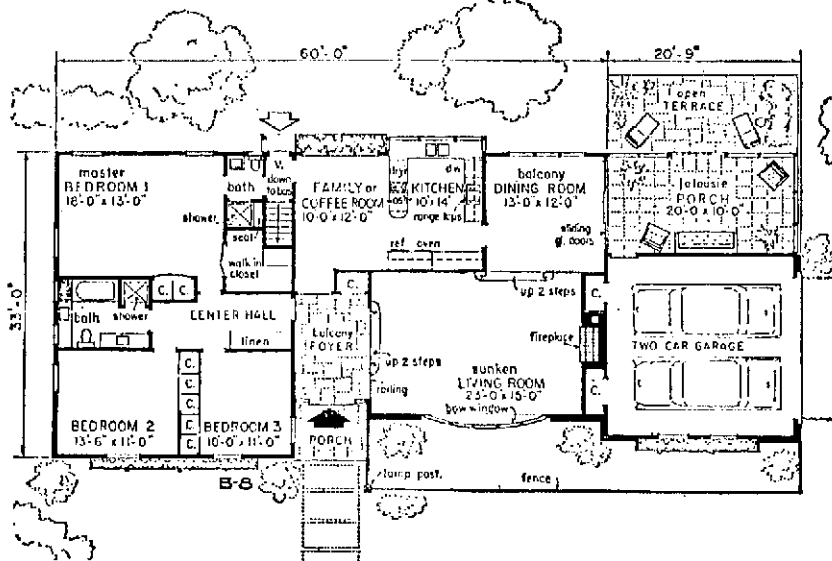 60'-0"
20'-9"
open
TERRACE
master
BEDROOM 1
18'-0" x 13'-0"
bath
V.
down
to bas.
FAMILY or
COFFEE ROOM
10-0 x 12'-0"
dw
KITCHEN
10' x 14'
range tops
balcony
DINING ROOM
13'-0" x 12'-0"
jalousie
PORCH
20-0 x 10'-0"
shower
seat
walk in
closet
ref. oven
sliding
gl. doors
33'-0"
C. C.
bath
shower
CENTER HALL
linen
C.
balcony
FOYER
up 2 steps
railing
up 2 steps
C.
fireplace
TWO CAR GARAGE
sunken
LIVING ROOM
23'-0" x 15'-0"
bow window
C.
C.
C.
C.
C.
C.
BEDROOM 2
13'-6" x 11'-0"
BEDROOM 3
10'-0" x 11'-0"
PORCH
B-8
lamp post.
fence